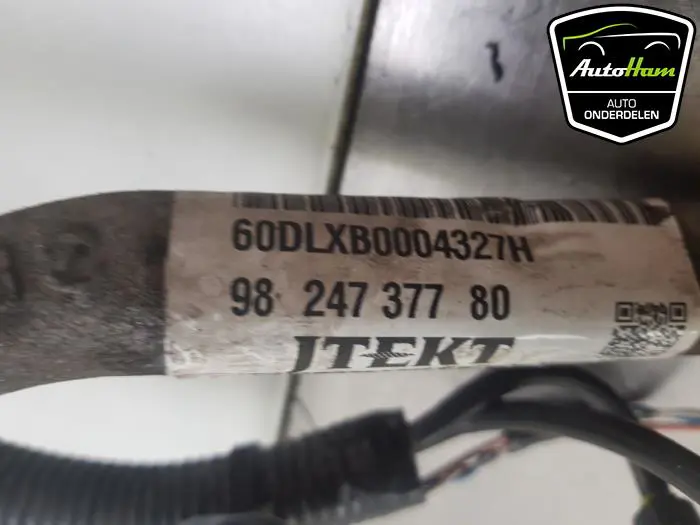 AutoHam
AUTO
ONDERDELEN
60DLXB0004327H
98 247 377 80
JTEKT